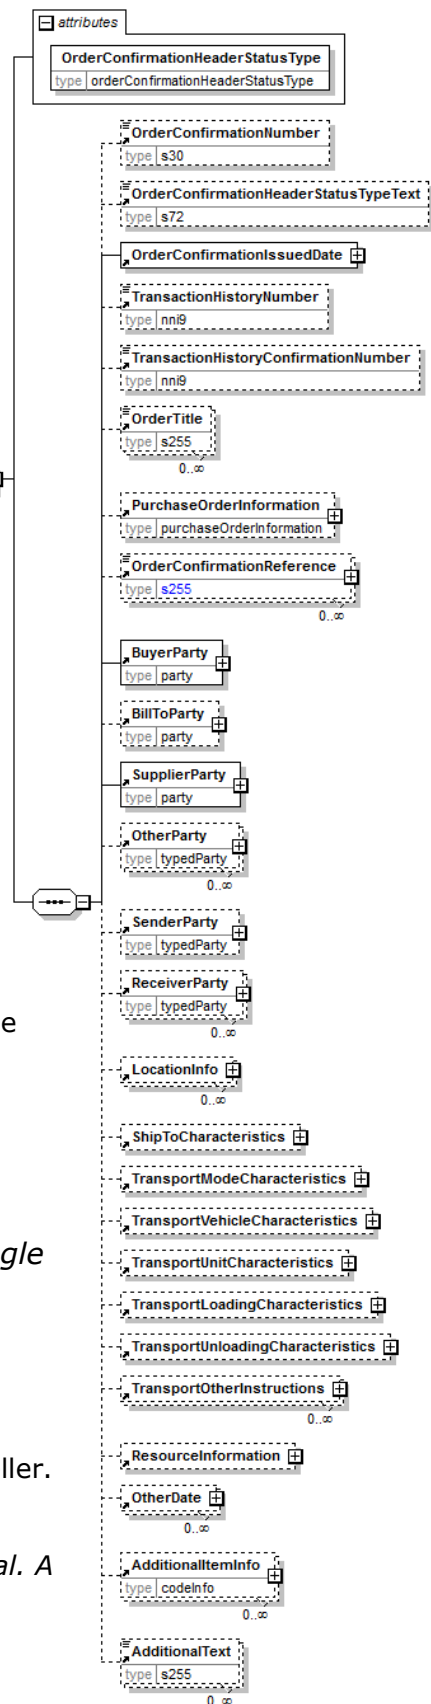 attributes
OrderConfirmationHeaderStatusType
type orderConfirmationHeaderStatusType
OrderConfirmationNumber
type s30
OrderConfirmationHeaderStatusTypeText
type s72
OrderConfirmationIssuedDate
TransactionHistoryNumber
type nni9
TransactionHistoryConfirmationNumber
type nni9
OrderTitle
type s255
0..∞
PurchaseOrderInformation
type purchaseOrderInformation
OrderConfirmationReference
type s255
0..∞
BuyerParty
type party
BillToParty
type party
SupplierParty
type party
OtherParty
type typedParty
0..∞
SenderParty
type typedParty
ReceiverParty
type typedParty
e
0..∞
LocationInfo
0..∞
ShipToCharacteristics
TransportModeCharacteristics
TransportVehicleCharacteristics
gle
TransportUnitCharacteristics
TransportLoadingCharacteristics
TransportUnloadingCharacteristics
TransportOtherInstructions
0..∞
ResourceInformation
ller.
OtherDate
0..∞
al. A
AdditionalItemInfo
type codeInfo
0..∞
AdditionalText
type s255
0..∞